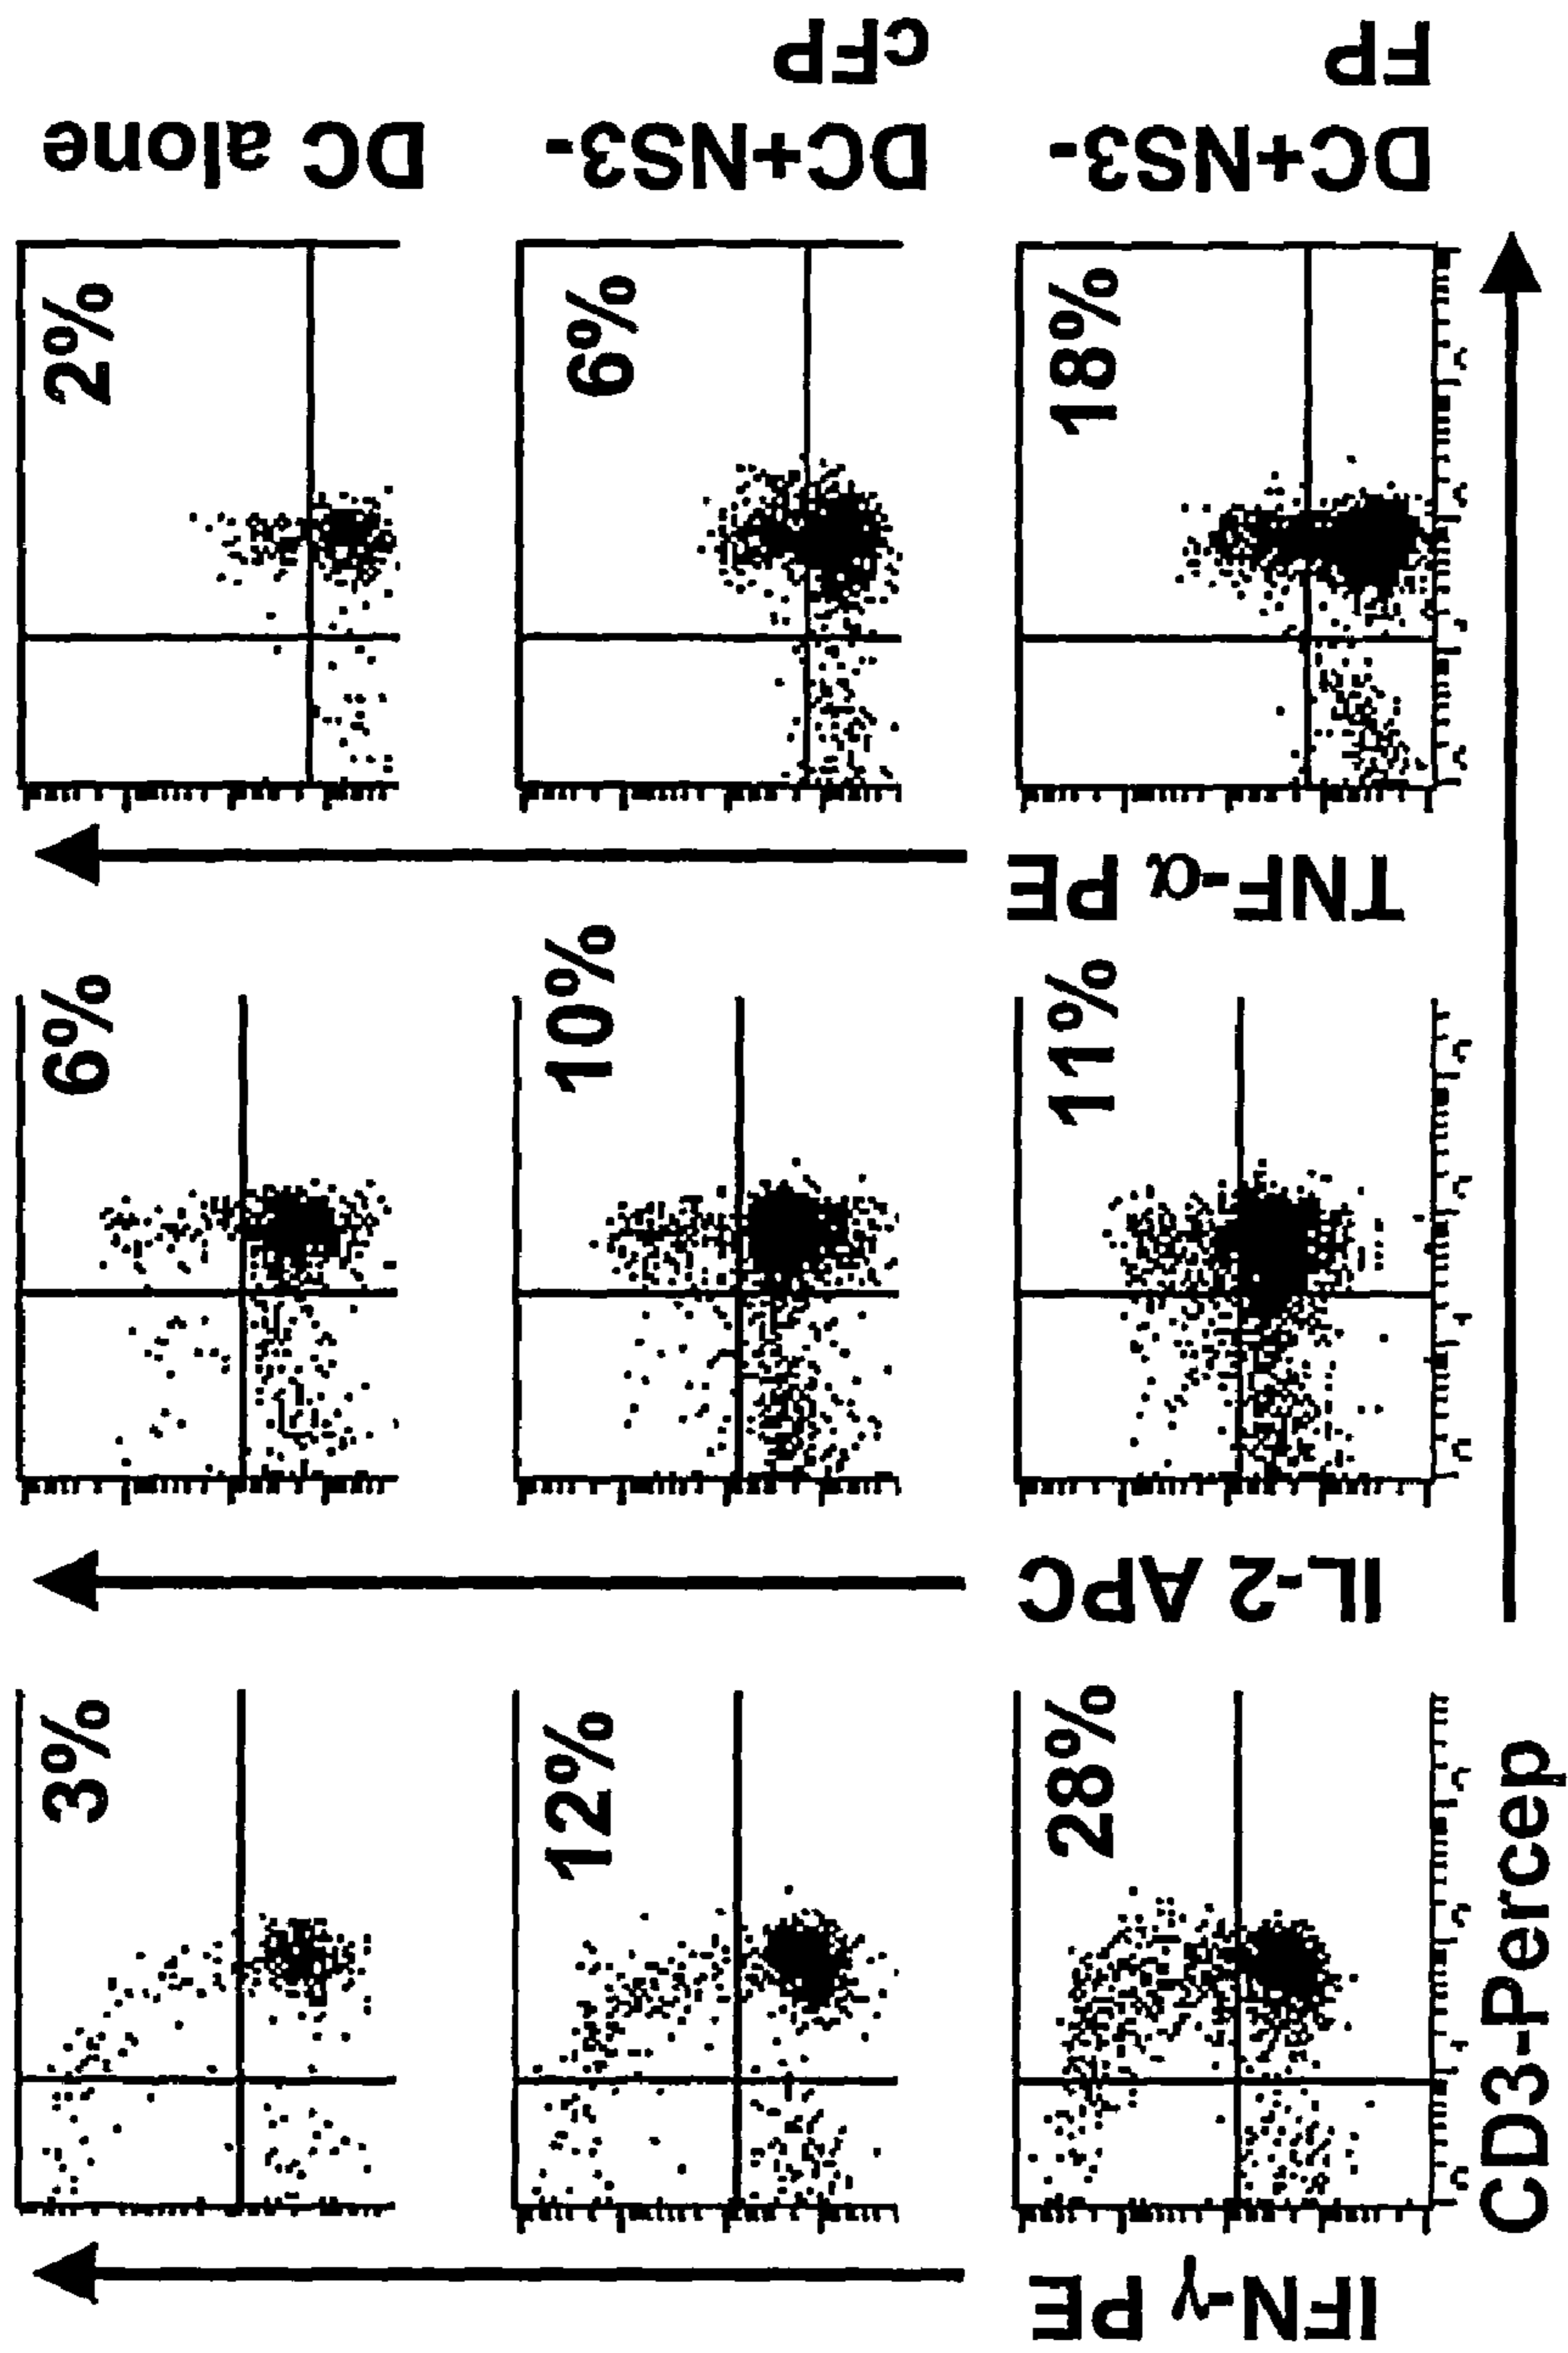 3%
6%
2%
DC alone
12%
10%
6%
DC+NS3-
cFP
28%
11%
18%
DC+NS3-
FP
IFN-γ PE
IL-2 APC
TNF-α PE
CD3-Percep